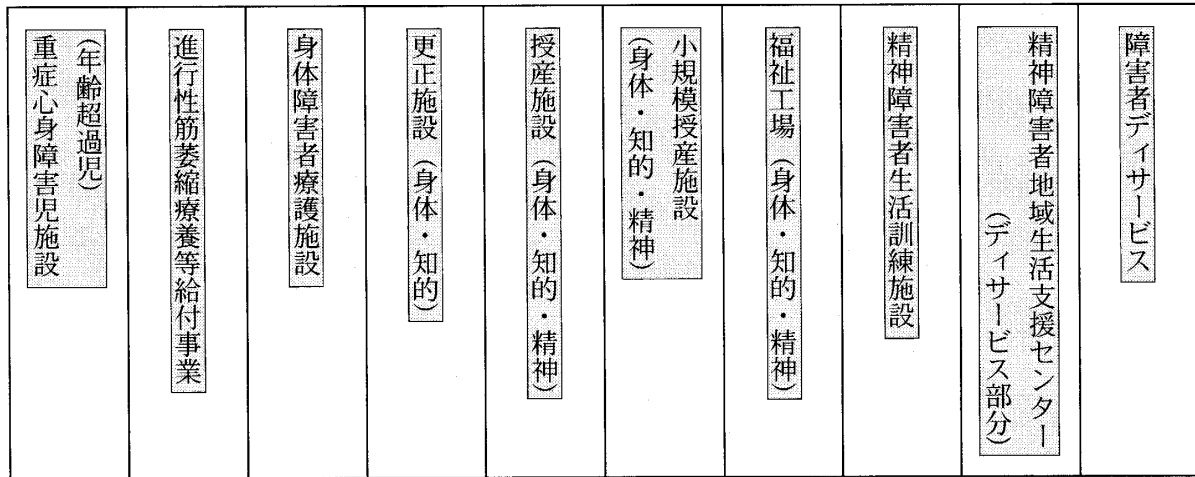 障害者ディサービス
精神障害者地域生活支援センター
(ディサービス部分)
精神障害者生活訓練施設
福祉工場(身体・知的・精神)
小規模授産施設
(身体・知的・精神)
授産施設(身体・知的・精神)
更正施設(身体・知的)
身体障害者療護施設
進行性筋萎縮療養等給付事業
(年齢超過児)
重症心身障害児施設